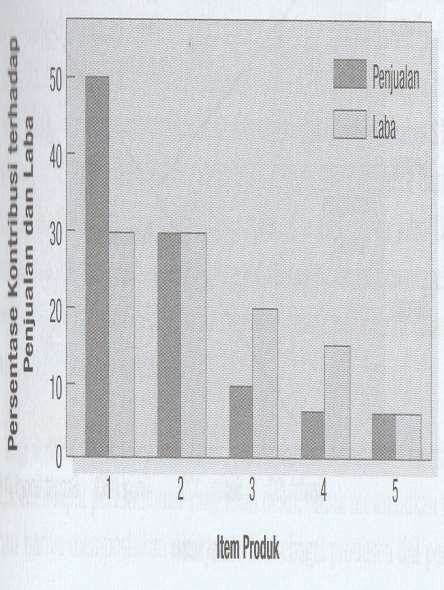 Persentase Kontribusi terhadap
Penjualan dan Laba
50
40
30
20
10
0
Penjualan
Laba
1 2 3 4 5
Item Produk